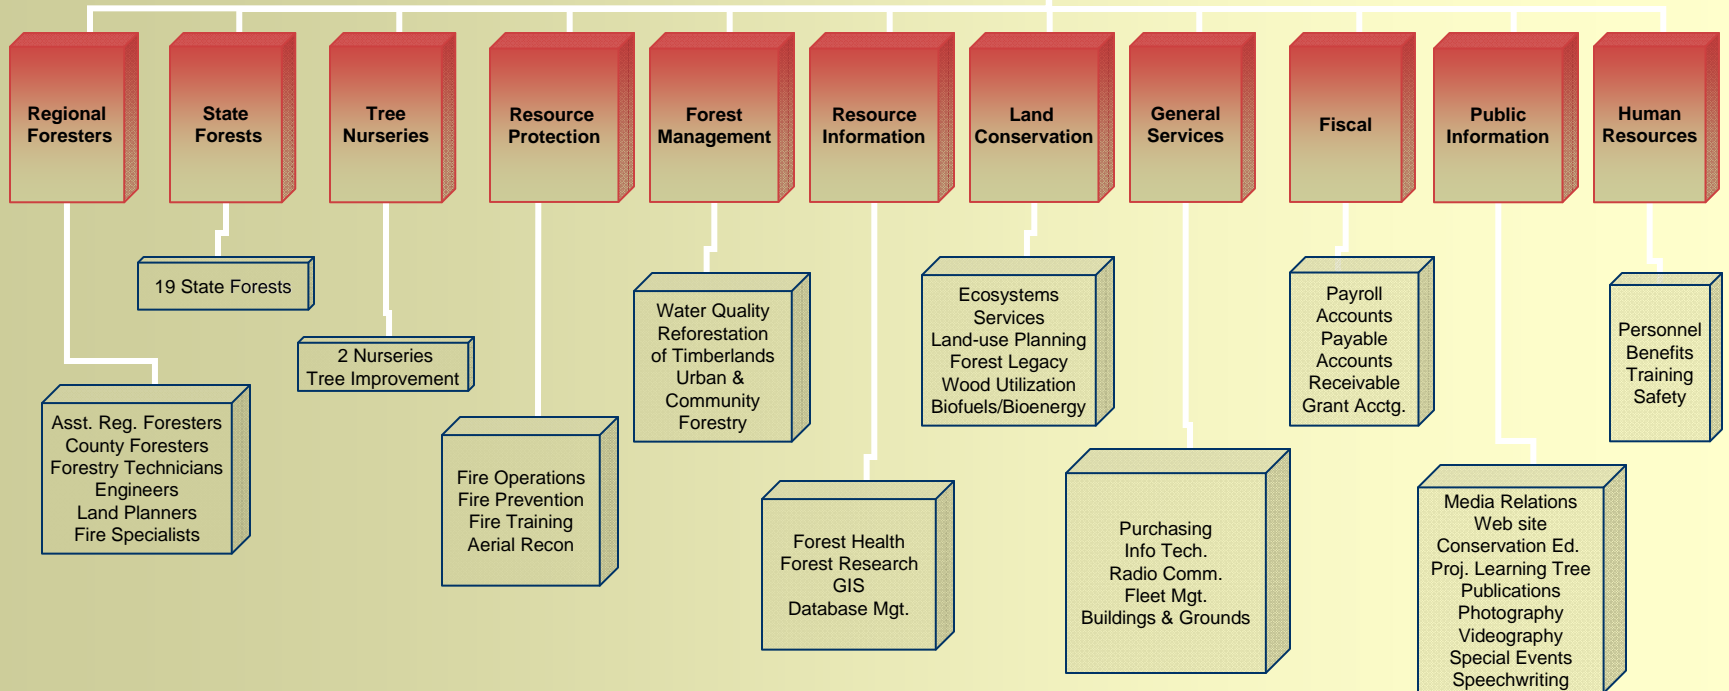 Regional
Foresters
State
Forests
Tree
Nurseries
Resource
Protection
Forest
Management
Resource
Information
Land
Conservation
General
Services
Fiscal
Public
Information
Human
Resources
19 State Forests
2 Nurseries
Tree Improvement
Asst. Reg. Foresters
County Foresters
Forestry Technicians
Engineers
Land Planners
Fire Specialists
Fire Operations
Fire Prevention
Fire Training
Aerial Recon
Water Quality
Reforestation
of Timberlands
Urban &
Community
Forestry
Forest Health
Forest Research
GIS
Database Mgt.
Ecosystems
Services
Land-use Planning
Forest Legacy
Wood Utilization
Biofuels/Bioenergy
Purchasing
Info Tech.
Radio Comm.
Fleet Mgt.
Buildings & Grounds
Payroll
Accounts
Payable
Accounts
Receivable
Grant Acctg.
Media Relations
Web site
Conservation Ed.
Proj. Learning Tree
Publications
Photography
Videography
Special Events
Speechwriting
Personnel
Benefits
Training
Safety